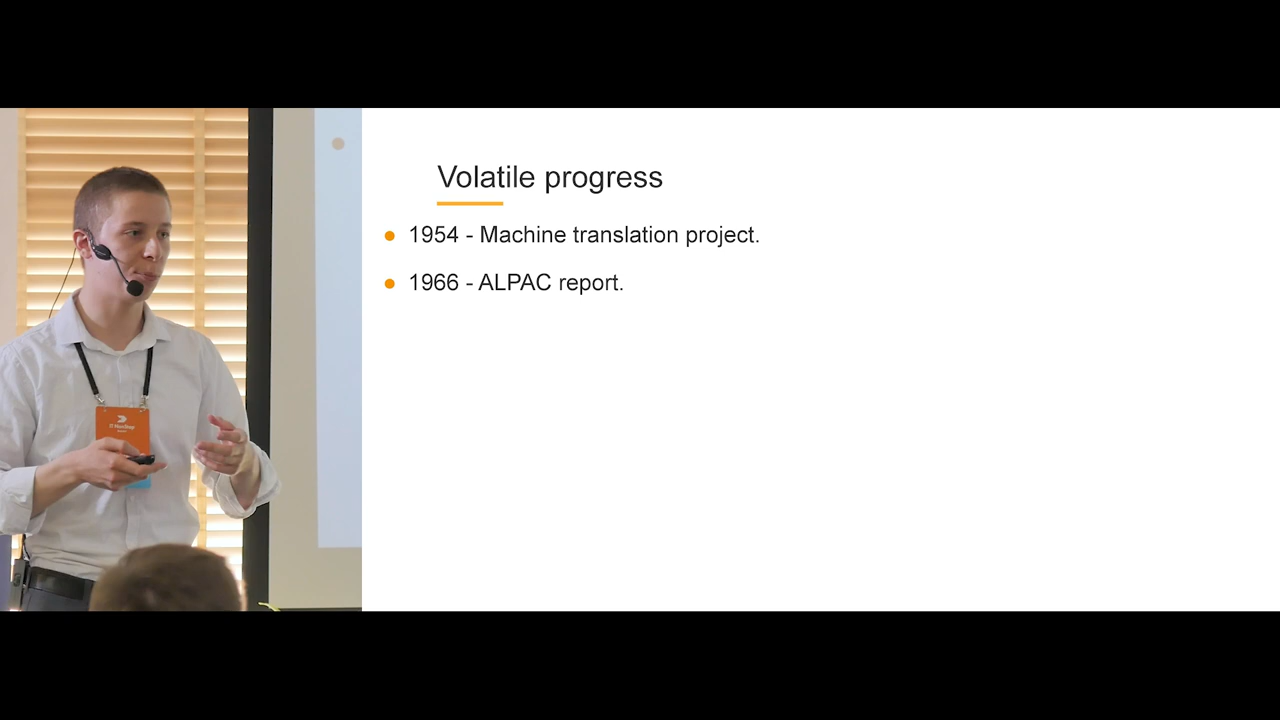 Volatile progress
1954 - Machine translation project.
1966 - ALPAC report.